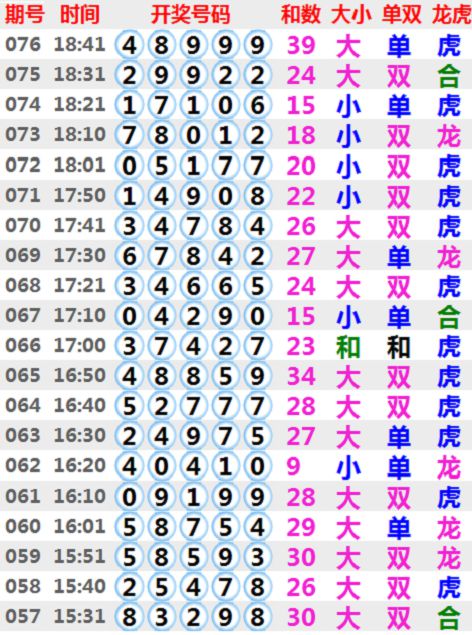 期号 时间 开奖号码 和数 大小 单双 龙虎
076 18:41 4 8 9 9 9 39 大 单 虎
075 18:31 2 9 9 2 2 24 大 双 合
074 18:21 1 7 1 0 6 15 小 单 虎
073 18:10 7 8 0 1 2 18 小 双 龙
072 18:01 0 5 1 7 7 20 小 双 虎
071 17:50 1 4 9 0 8 22 小 双 虎
070 17:41 3 4 7 8 4 26 大 双 虎
069 17:30 6 7 8 4 2 27 大 单 龙
068 17:21 3 4 6 6 5 24 大 双 虎
067 17:10 0 4 2 9 0 15 小 单 合
066 17:00 3 7 4 2 7 23 和 和 虎
065 16:50 4 8 8 5 9 34 大 双 虎
064 16:40 5 2 7 7 7 28 大 双 虎
063 16:30 2 4 9 7 5 27 大 单 虎
062 16:20 4 0 4 1 0 9 小 单 龙
061 16:10 0 9 1 9 9 28 大 双 虎
060 16:01 5 8 7 5 4 29 大 单 龙
059 15:51 5 8 5 9 3 30 大 双 龙
058 15:40 2 5 4 7 8 26 大 双 虎
057 15:31 8 3 2 9 8 30 大 双 合